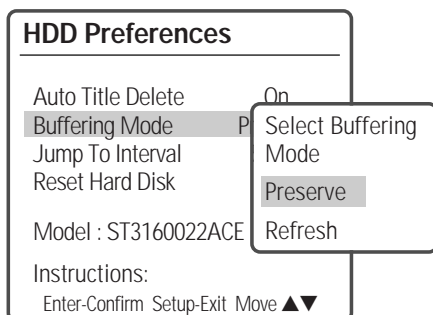 HDD Preferences
Auto Title Delete On
Buffering Mode P
Jump To Interval
Reset Hard Disk
Model : ST3160022ACE
Instructions:
Enter-Confirm Setup-Exit Move ▲▼
Select Buffering
Mode
Preserve
Refresh